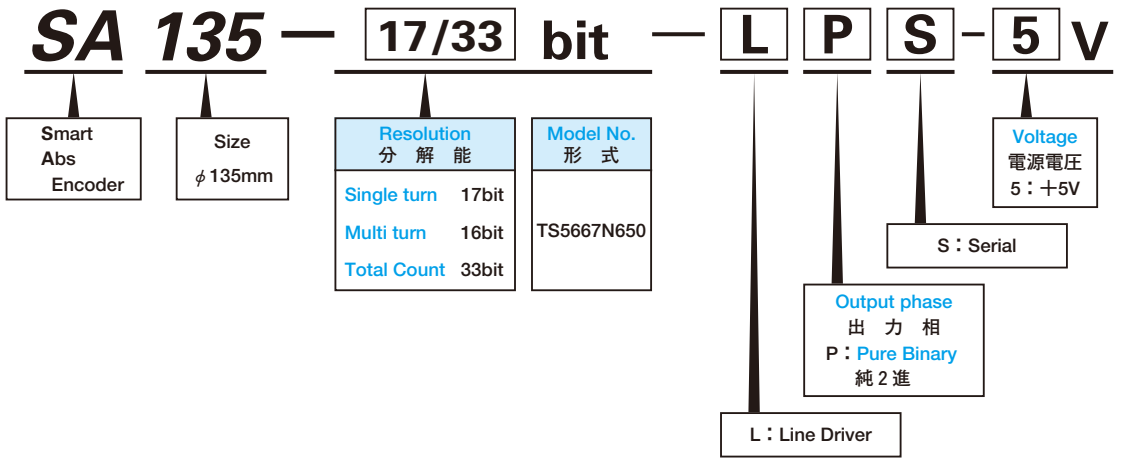 SA 135 — 17/33 bit — L P S - 5 V
Smart
Abs
Encoder
Size
φ135mm
Resolution
分 解 能
Single turn 17bit
Multi turn 16bit
Total Count 33bit
Model No.
形 式
TS5667N650
Voltage
電源電圧
5：＋5V
S：Serial
Output phase
出 力 相
P：Pure Binary
純2進
L：Line Driver